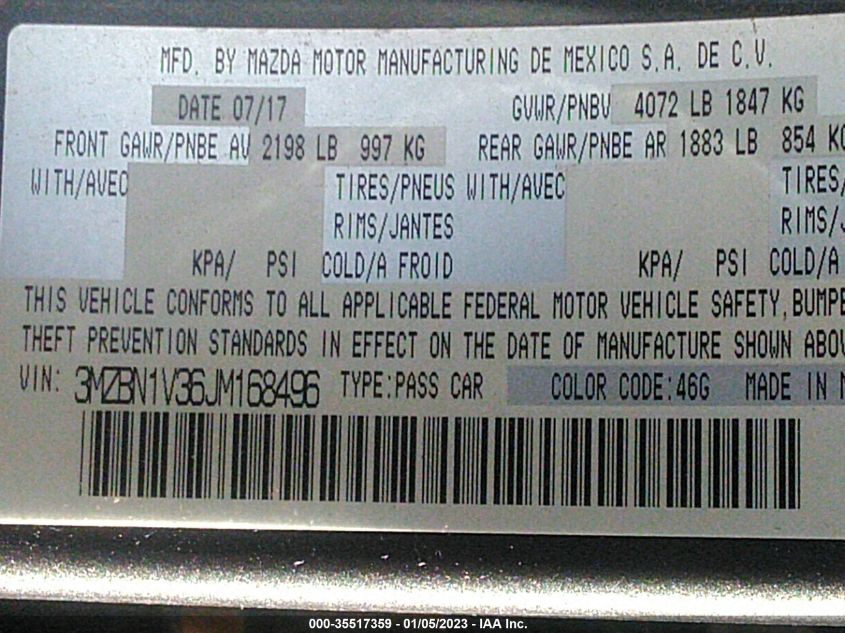 MFD. BY MAZDA MOTOR MANUFACTURING DE MEXICO S.A. DE C.V.
DATE 07/17 GVWR/PNBV 4072 LB 1847 KG
FRONT GAWR/PNBE AV 2198 LB 997 KG REAR GAWR/PNBE AR 1883 LB 854 KG
WITH/AVEC TIRES/PNEUS WITH/AVEC TIRES/
RIMS/JANTES RIMS/J
KPA/ PSI COLD/A FROID KPA/ PSI COLD/A
THIS VEHICLE CONFORMS TO ALL APPLICABLE FEDERAL MOTOR VEHICLE SAFETY, BUMPE
THEFT PREVENTION STANDARDS IN EFFECT ON THE DATE OF MANUFACTURE SHOWN ABOV
VIN: 3MZBN1V36JM168496 TYPE:PASS CAR COLOR CODE:46G MADE IN M
000-35517359 - 01/05/2023 - IAA Inc.